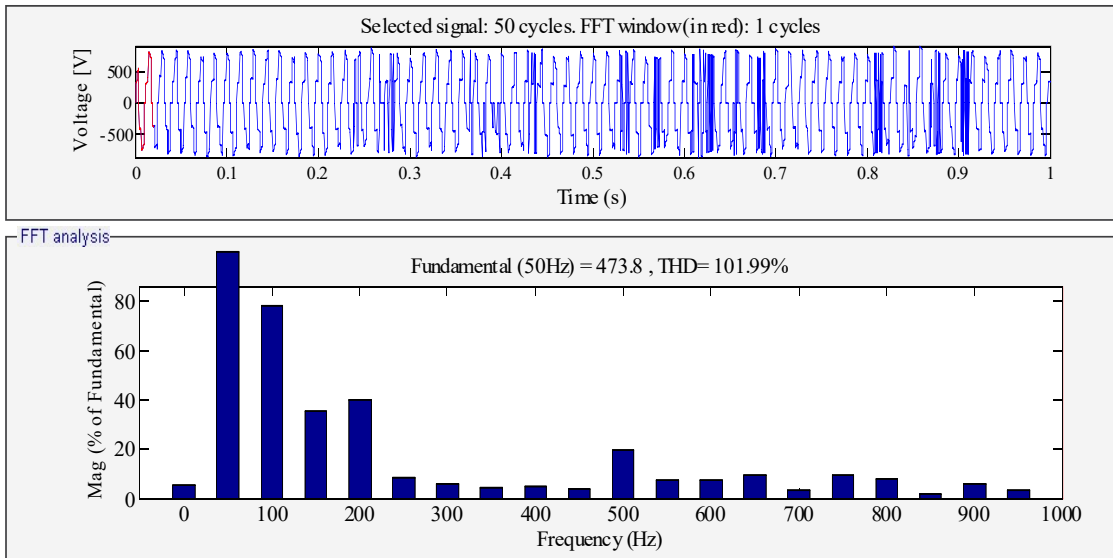 Selected signal: 50 cycles. FFT window (in red): 1 cycles
Voltage [V]
500
0
-500
0 0.1 0.2 0.3 0.4 0.5 0.6 0.7 0.8 0.9 1
Time (s)
FFT analysis
Fundamental (50Hz) = 473.8 , THD= 101.99%
Mag (% of Fundamental)
80
60
40
20
0
0 100 200 300 400 500 600 700 800 900 1000
Frequency (Hz)